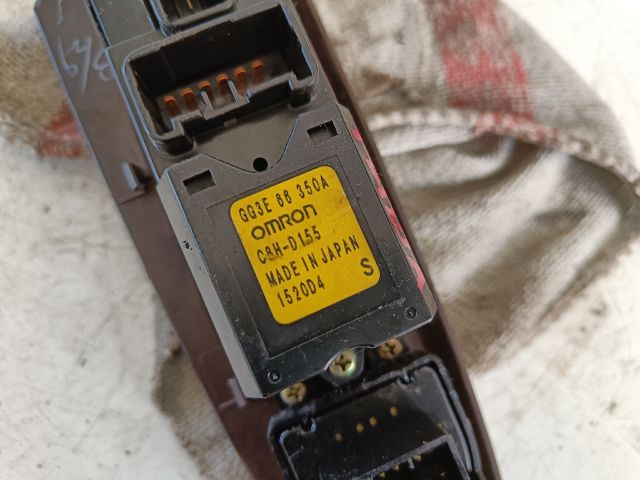 GG3E 66 350A
OMRON
C8H-D155
MADE IN JAPAN
1520D4 S